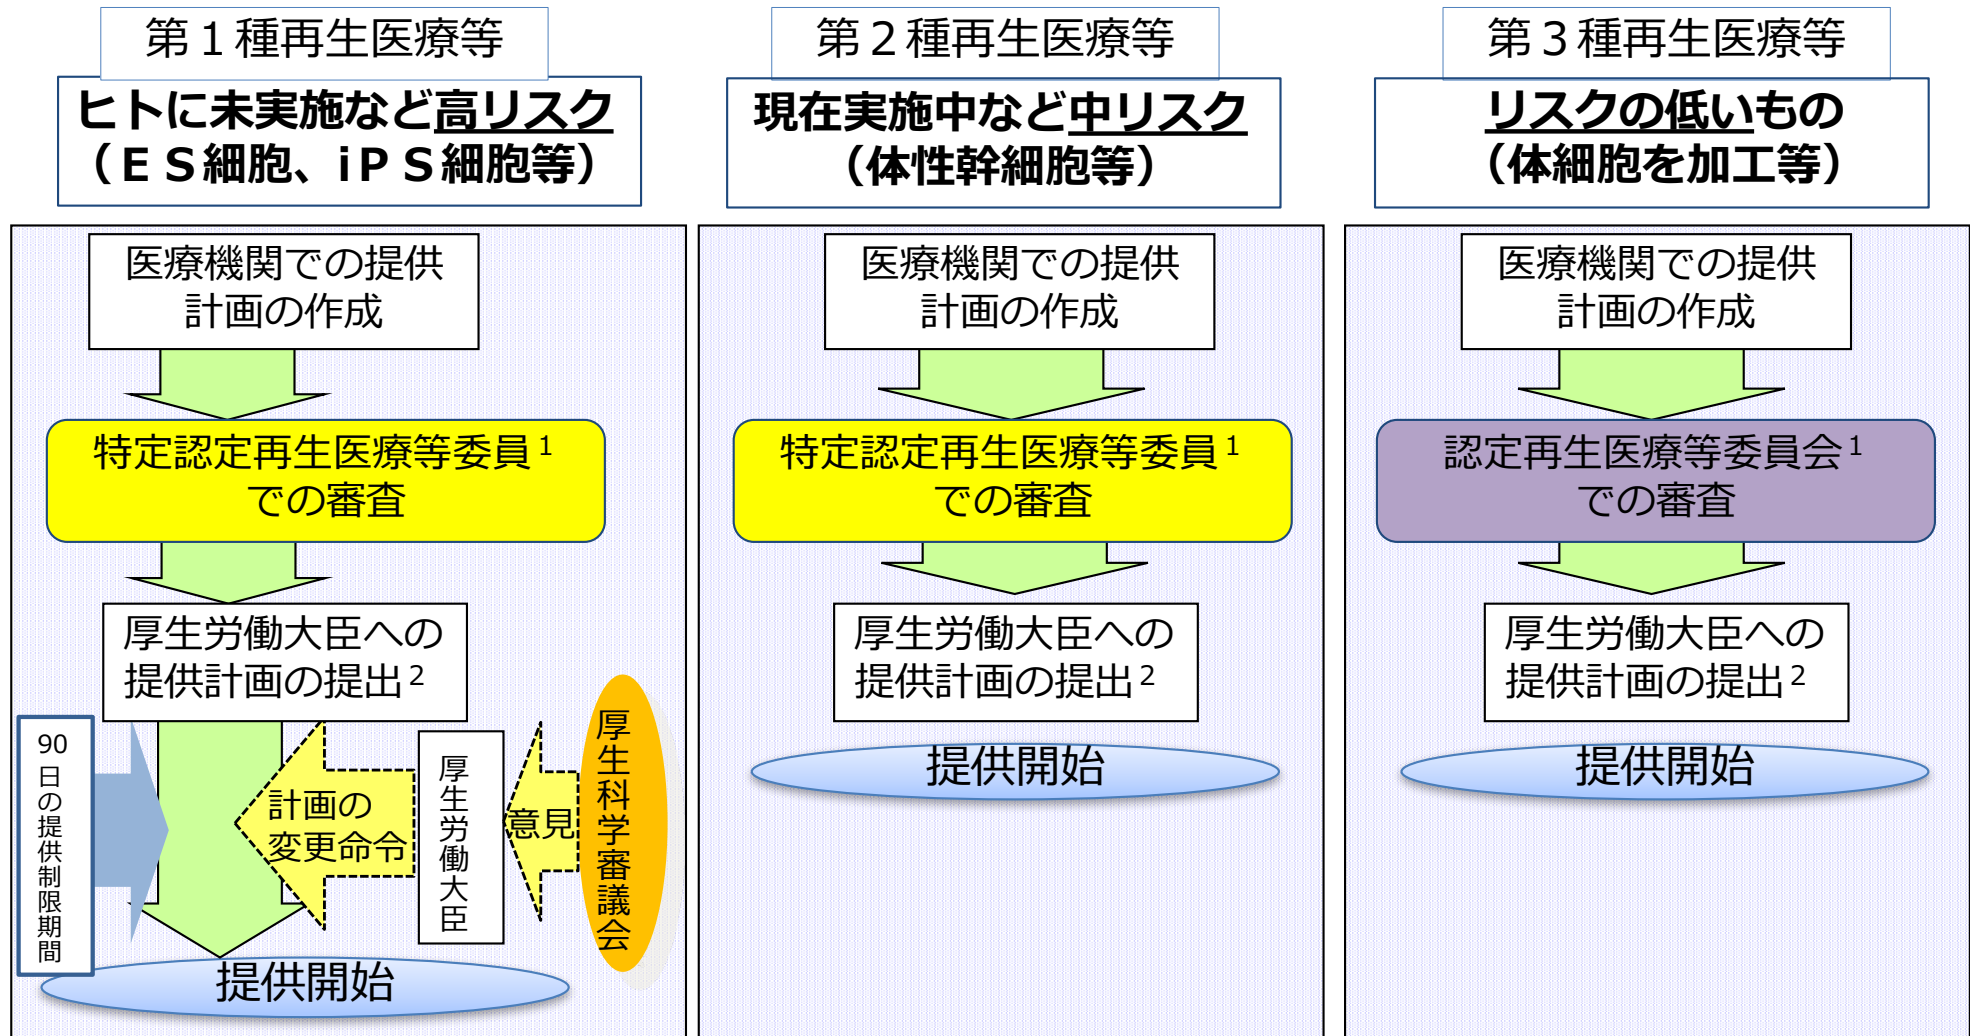 第１種再生医療等
ヒトに未実施など高リスク
（ＥＳ細胞、iＰＳ細胞等）
医療機関での提供
計画の作成
特定認定再生医療等委員1
での審査
厚生労働大臣への
提供計画の提出2
90日の提供制限期間
計画の
変更命令
厚生労働大臣
意見
厚生科学審議会
提供開始
第２種再生医療等
現在実施中など中リスク
（体性幹細胞等）
医療機関での提供
計画の作成
特定認定再生医療等委員1
での審査
厚生労働大臣への
提供計画の提出2
提供開始
第３種再生医療等
リスクの低いもの
（体細胞を加工等）
医療機関での提供
計画の作成
認定再生医療等委員会1
での審査
厚生労働大臣への
提供計画の提出2
提供開始